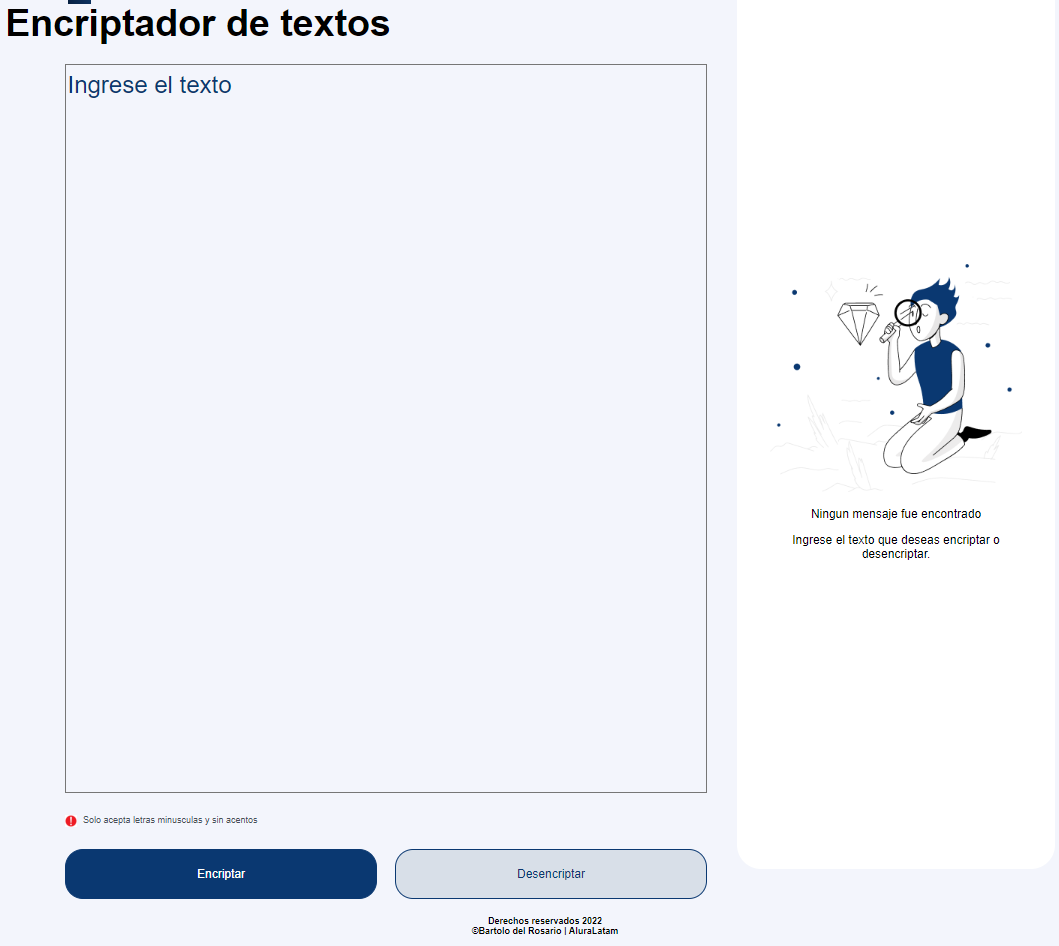 Encriptador de textos
Ingrese el texto
Ningun mensaje fue encontrado
Ingrese el texto que deseas encriptar o
desencriptar.
Solo acepta letras minusculas y sin acentos
Encriptar
Desencriptar
Derechos reservados 2022
©Bartolo del Rosario | AluraLatam